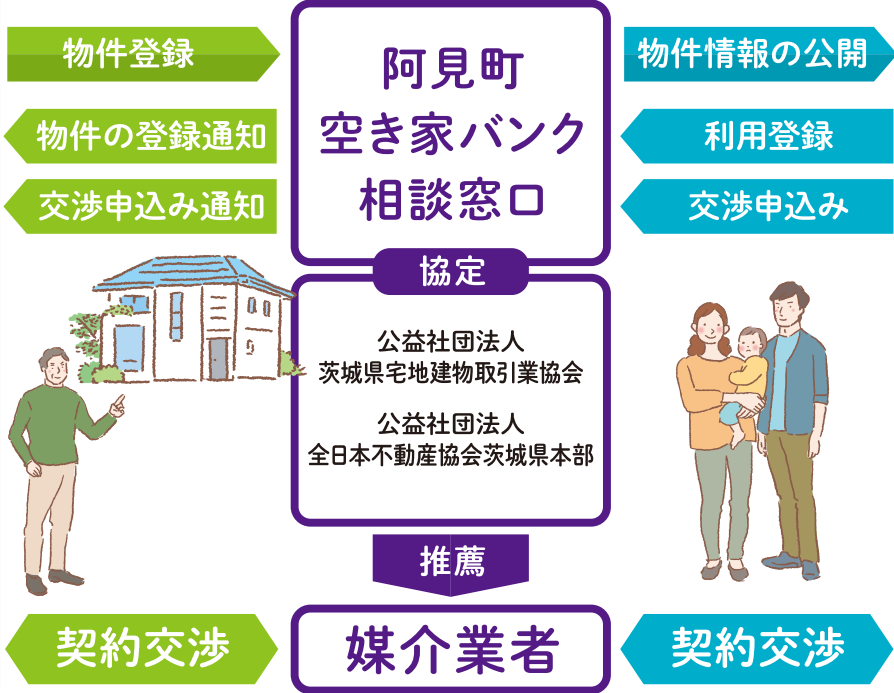 物件登録
物件の登録通知
交渉申込み通知
阿見町
空き家バンク
相談窓口
物件情報の公開
利用登録
交渉申込み
協定
公益社団法人
茨城県宅地建物取引業協会
公益社団法人
全日本不動産協会茨城県本部
推薦
契約交渉
媒介業者
契約交渉